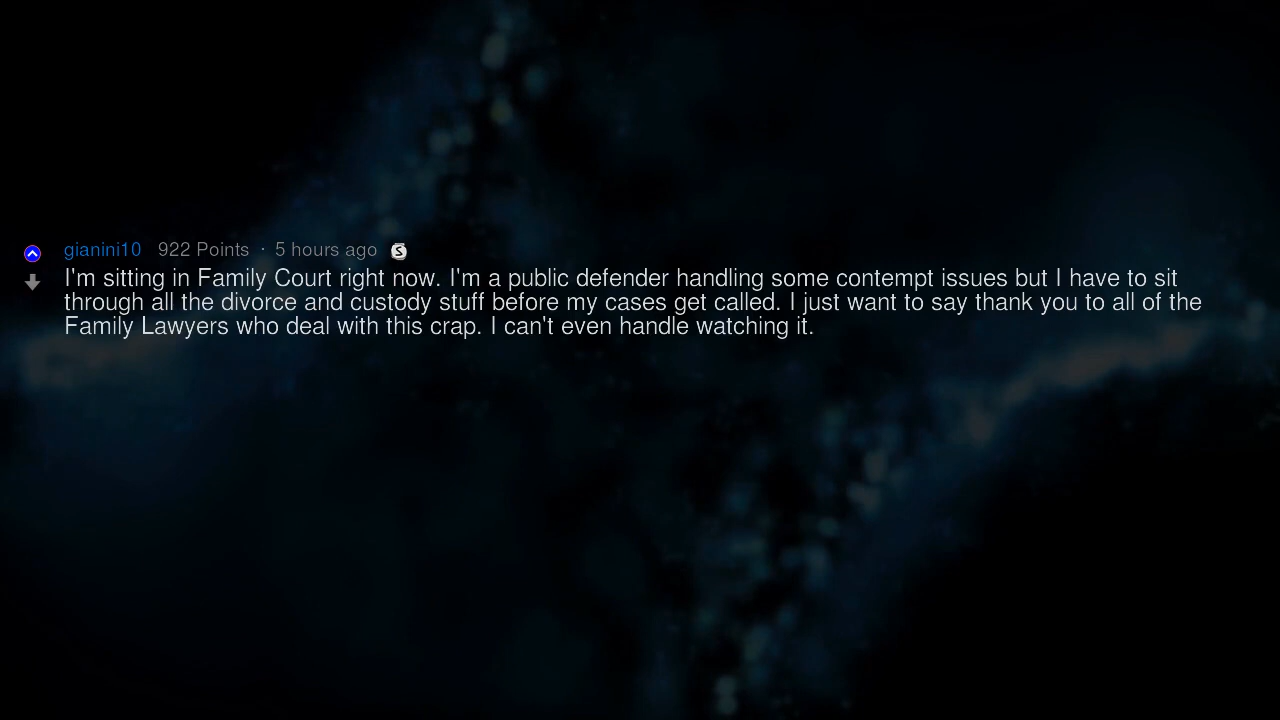 gianini10 922 Points · 5 hours ago
I'm sitting in Family Court right now. I'm a public defender handling some contempt issues but I have to sit
through all the divorce and custody stuff before my cases get called. I just want to say thank you to all of the
Family Lawyers who deal with this crap. I can't even handle watching it.